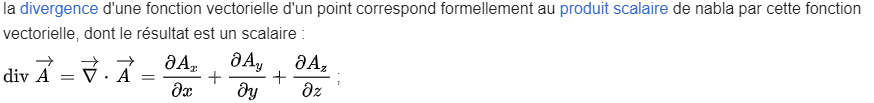 la divergence d'une fonction vectorielle d'un point correspond formellement au produit scalaire de nabla par cette fonction
vectorielle, dont le résultat est un scalaire :
div \overrightarrow{A} = \overrightarrow{\nabla} \cdot \overrightarrow{A} = \frac{\partial A_x}{\partial x} + \frac{\partial A_y}{\partial y} + \frac{\partial A_z}{\partial z} ;